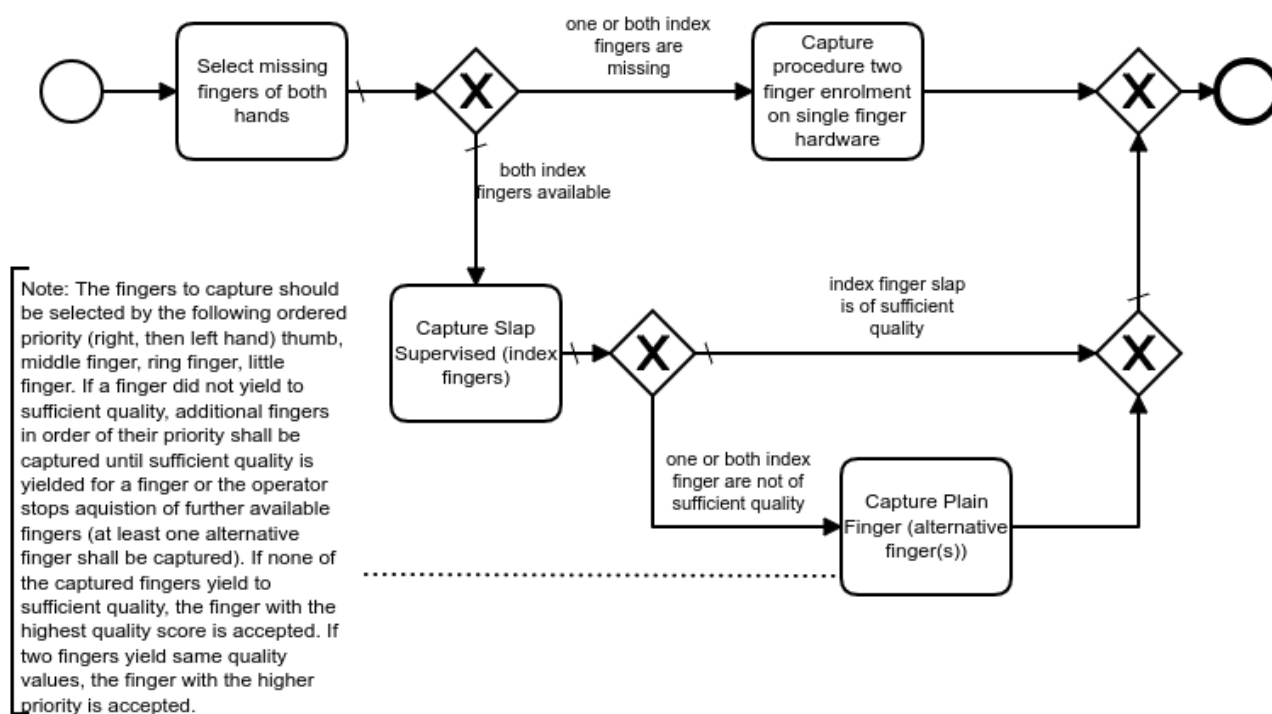 Select missing
fingers of both
hands
one or both index
fingers are
missing
Capture
procedure two
finger enrolment
on single finger
hardware
both index
fingers available
Capture Slap
Supervised (index
fingers)
index finger slap
is of sufficient
quality
one or both index
finger are not of
sufficient quality
Capture Plain
Finger (alternative
finger(s))
Note: The fingers to capture should
be selected by the following ordered
priority (right, then left hand) thumb,
middle finger, ring finger, little
finger. If a finger did not yield to
sufficient quality, additional fingers
in order of their priority shall be
captured until sufficient quality is
yielded for a finger or the operator
stops aquistion of further available
fingers (at least one alternative
finger shall be captured). If none of
the captured fingers yield to
sufficient quality, the finger with the
highest quality score is accepted. If
two fingers yield same quality
values, the finger with the higher
priority is accepted.